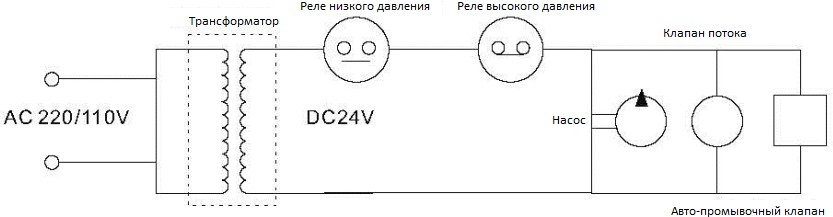 Трансформатор
Реле низкого давления
Реле высокого давления
Клапан потока
AC 220/110V
DC24V
Насос
Авто-промывочный клапан